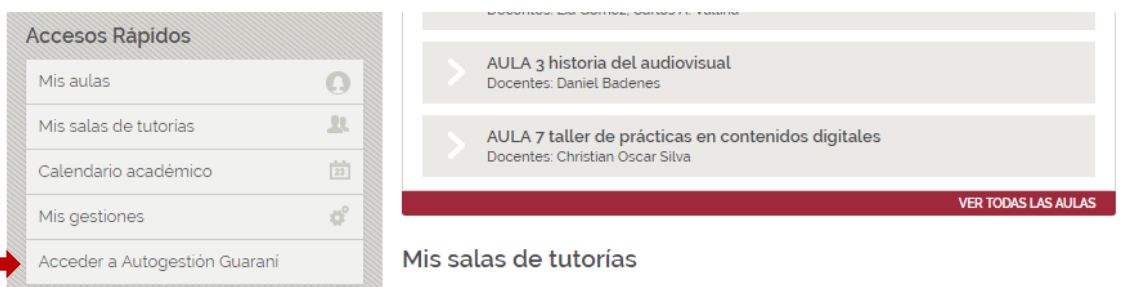 Accesos Rápidos
Mis aulas
Mis salas de tutorías
Calendario académico
23
Mis gestiones
Acceder a Autogestión Guaraní
AULA 3 historia del audiovisual
Docentes: Daniel Badenes
AULA 7 taller de prácticas en contenidos digitales
Docentes: Christian Oscar Silva
VER TODAS LAS AULAS
Mis salas de tutorías